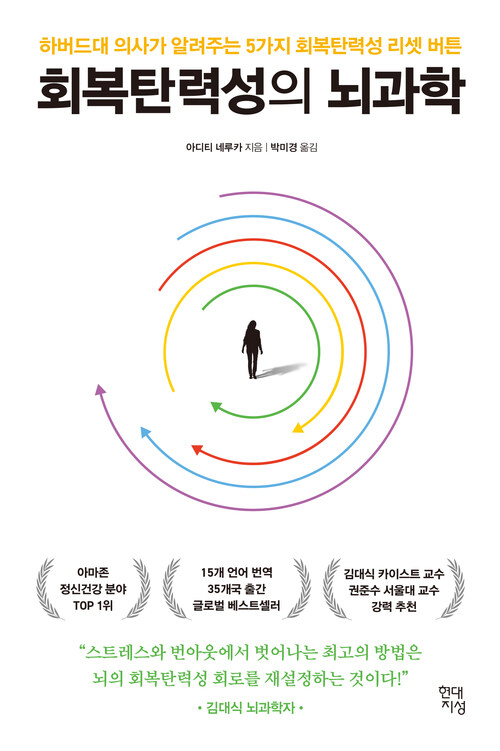 하버드대 의사가 알려주는 5가지 회복탄력성 리셋 버튼
회복탄력성의 뇌과학
아디티 네루카 지음 | 박미경 옮김
아마존
정신건강 분야
TOP 1위
15개 언어 번역
35개국 출간
글로벌 베스트셀러
김대식 카이스트 교수
권준수 서울대 교수
강력 추천
“스트레스와 번아웃에서 벗어나는 최고의 방법은
뇌의 회복탄력성 회로를 재설정하는 것이다!”
• 김대식 뇌과학자 •
현대
지성